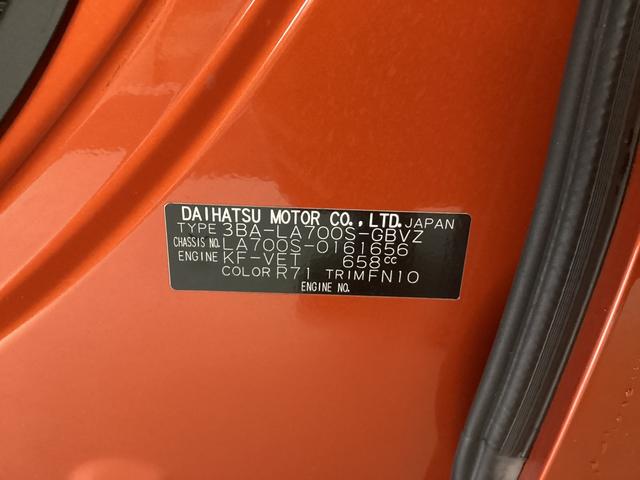 DAIHATSU MOTOR CO., LTD. JAPAN
TYPE 3BA-LA700S-GBVZ
CHASSIS NO. LA700S-0161656
ENGINE KF-VET 658cc
COLOR R71 TRIM FN10
ENGINE NO.